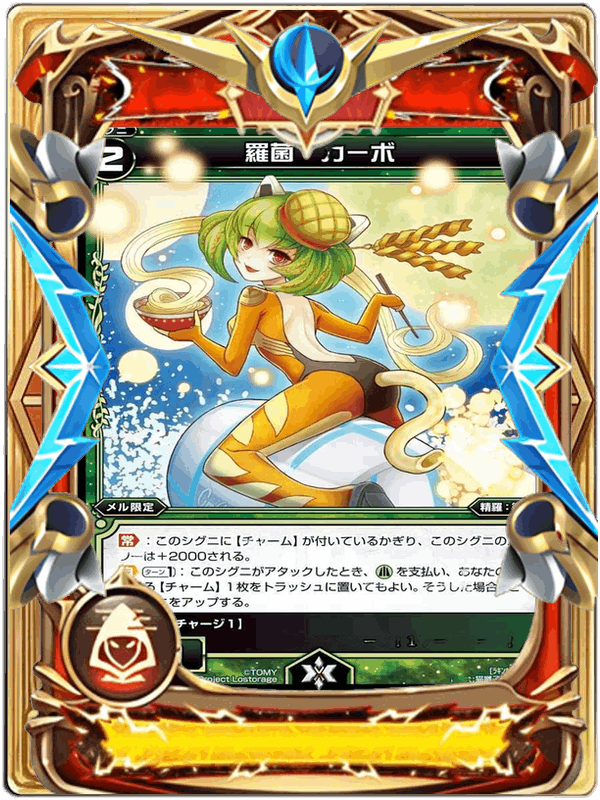 2
羅菌 カーボ
メル限定
精羅:
常:このシグニに【チャーム】が付いているかぎり、このシグニの
ーは+2000される。
ターン1):このシグニがアタックしたとき、を支払い、あなたの
る【チャーム】1枚をトラッシュに置いてもよい。そうした場合、こ
をアップする。
チャージ1】
©TOMY
Project Lostorage